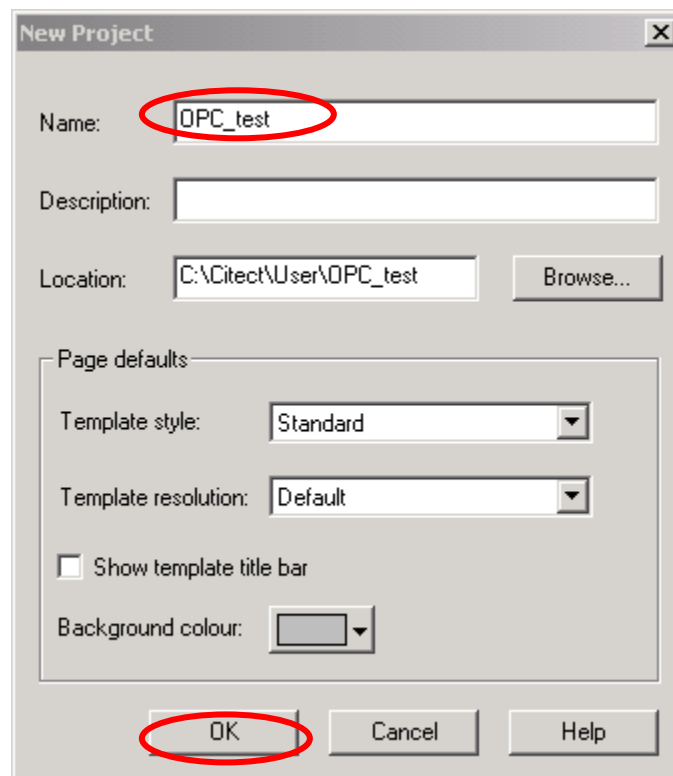 New Project
Name: OPC_test
Description:
Location: C:\Citect\User\OPC_test Browse...
Page defaults
Template style: Standard
Template resolution: Default
Show template title bar
Background colour:
OK Cancel Help